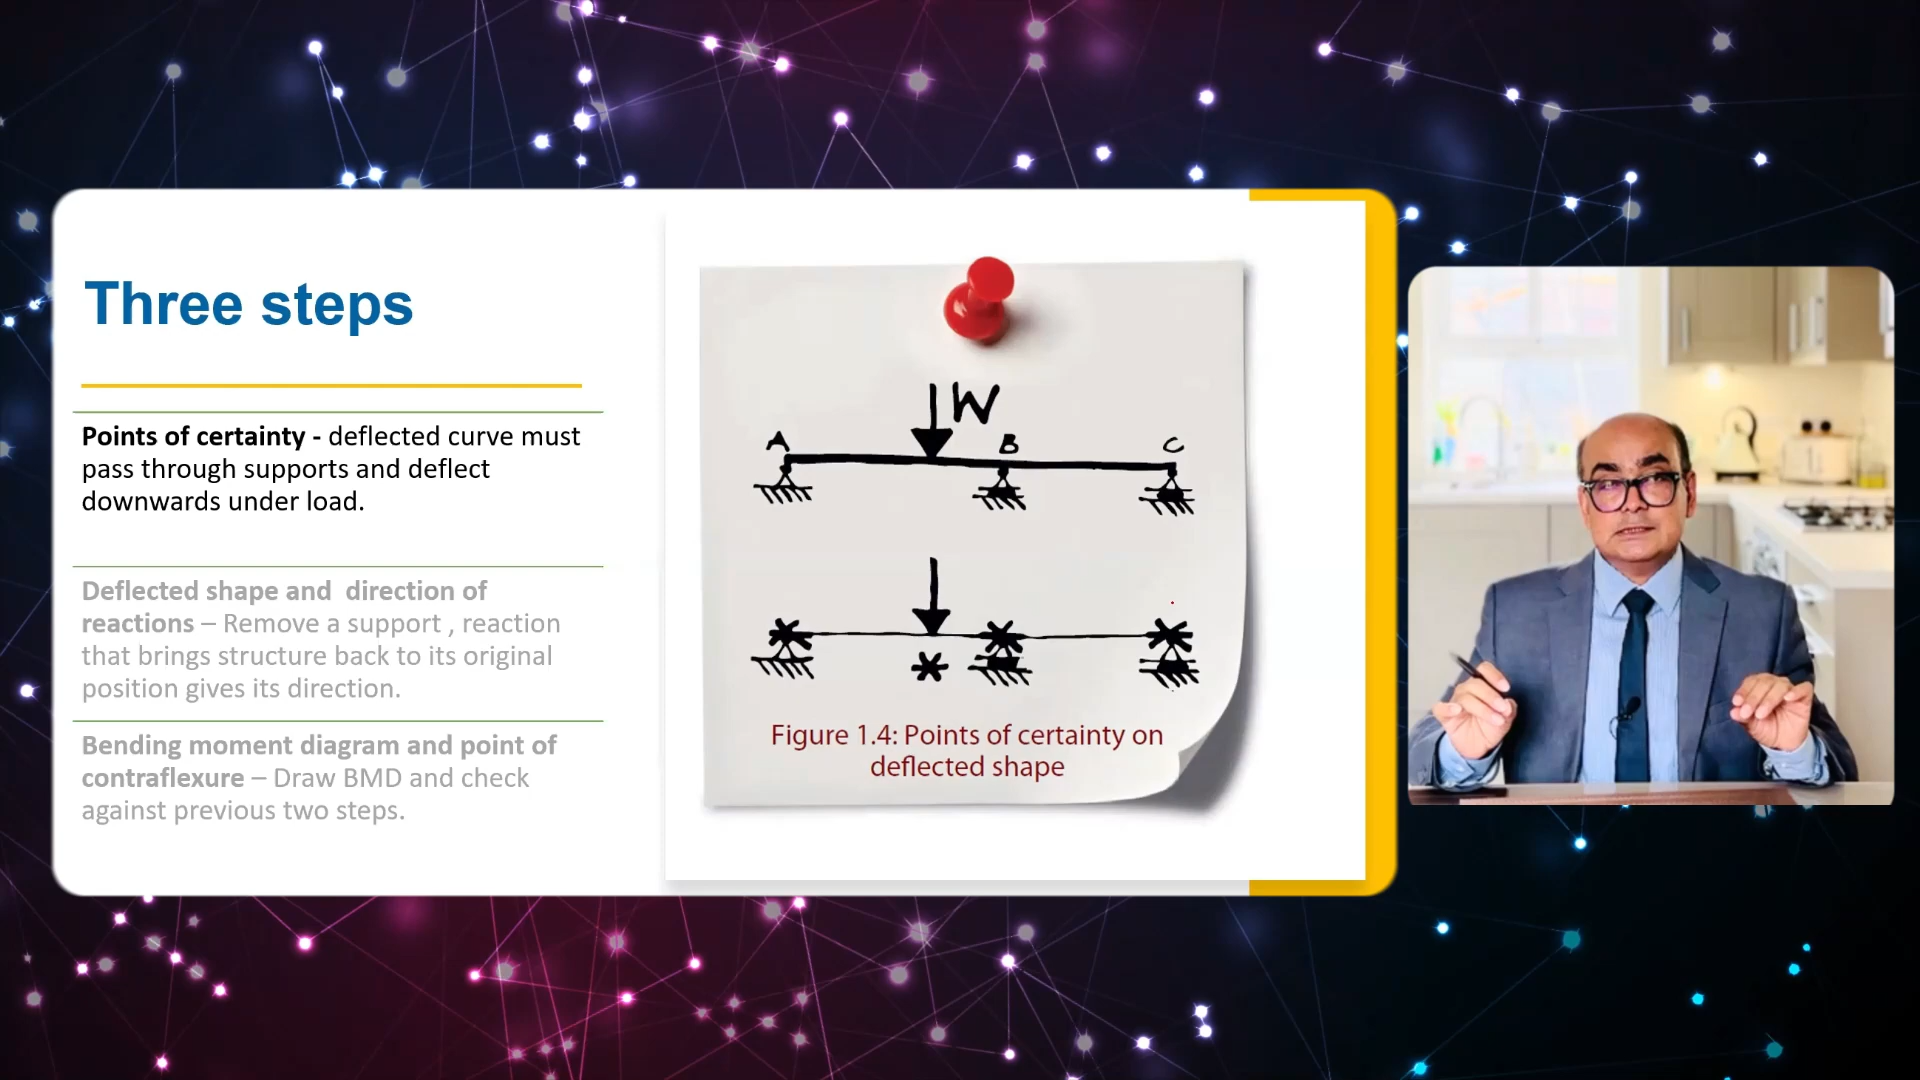 Three steps
Points of certainty - deflected curve must
pass through supports and deflect
downwards under load.
Deflected shape and  direction of
reactions – Remove a support , reaction
that brings structure back to its original
position gives its direction.
Bending moment diagram and point of
contraflexure – Draw BMD and check
against previous two steps.
W
A
B
C
Figure 1.4: Points of certainty on
deflected shape